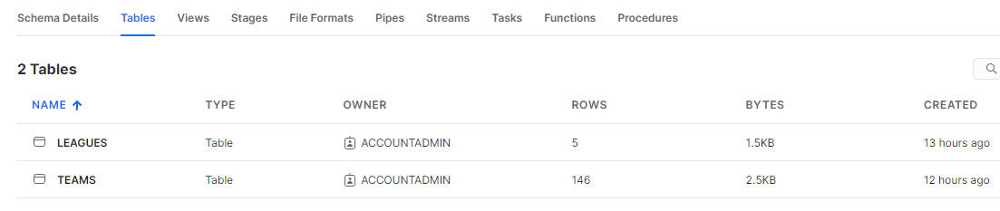 Schema Details Tables Views Stages File Formats Pipes Streams Tasks Functions Procedures
2 Tables
NAME TYPE OWNER ROWS BYTES CREATED
LEAGUES Table ACCOUNTADMIN 5 1.5KB 13 hours ago
TEAMS Table ACCOUNTADMIN 146 2.5KB 12 hours ago